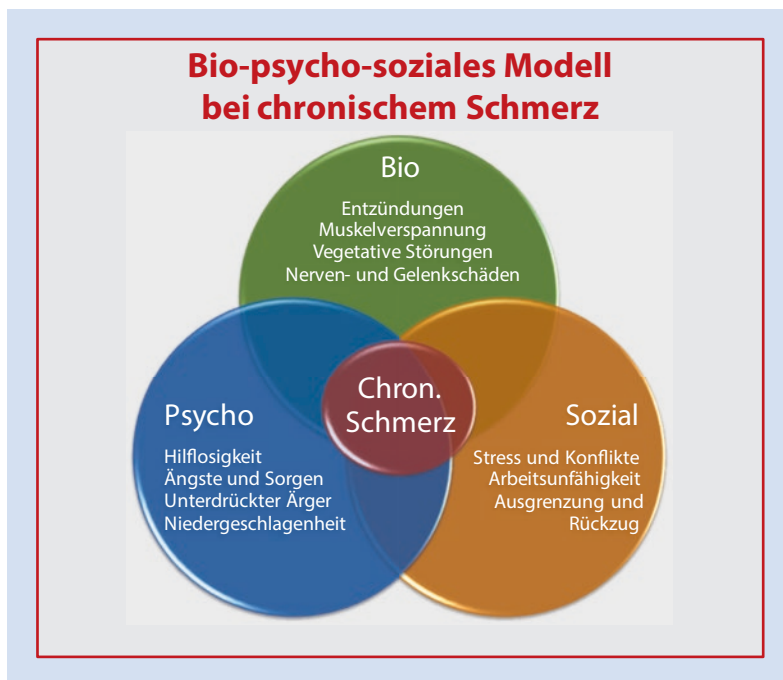 Bio-psycho-soziales Modell
bei chronischem Schmerz
Bio
Entzündungen
Muskelverspannung
Vegetative Störungen
Nerven- und Gelenkschäden
Chron.
Schmerz
Psycho
Hilflosigkeit
Ängste und Sorgen
Unterdrückter Ärger
Niedergeschlagenheit
Sozial
Stress und Konflikte
Arbeitsunfähigkeit
Ausgrenzung und
Rückzug